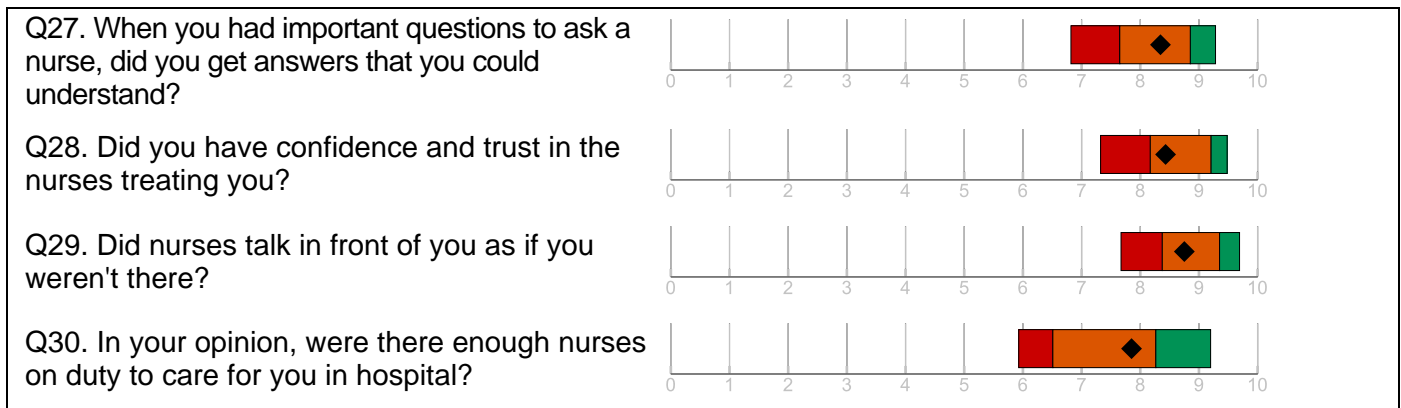 Q27. When you had important questions to ask a
nurse, did you get answers that you could
understand?
0 1 2 3 4 5 6 7 8 9 10
Q28. Did you have confidence and trust in the
nurses treating you?
0 1 2 3 4 5 6 7 8 9 10
Q29. Did nurses talk in front of you as if you
weren't there?
0 1 2 3 4 5 6 7 8 9 10
Q30. In your opinion, were there enough nurses
on duty to care for you in hospital?
0 1 2 3 4 5 6 7 8 9 10